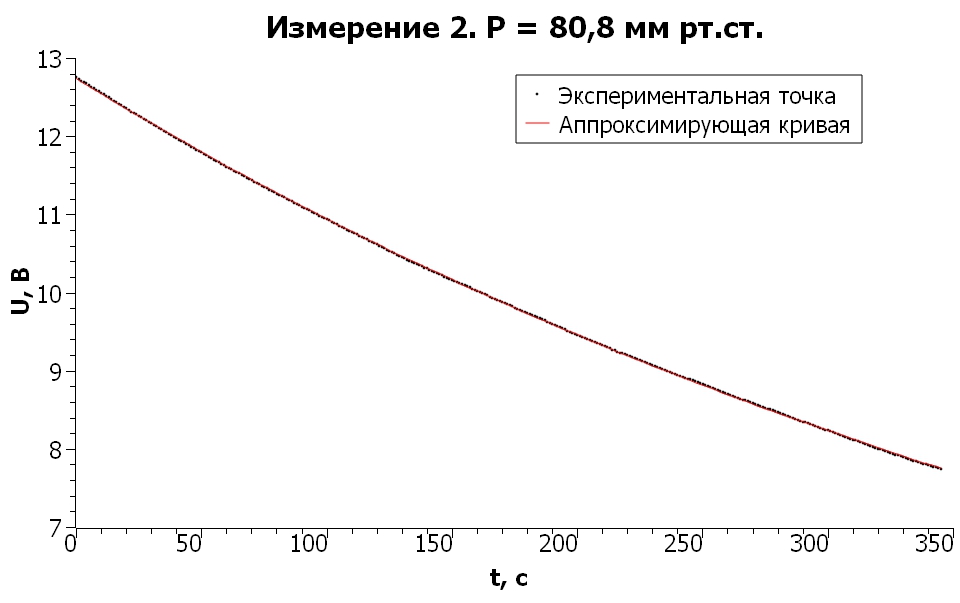 Измерение 2. P = 80,8 мм рт.ст.
13
Экспериментальная точка
Аппроксимирующая кривая
12
11
U, В
10
9
8
7
0 50 100 150 200 250 300 350
t, с